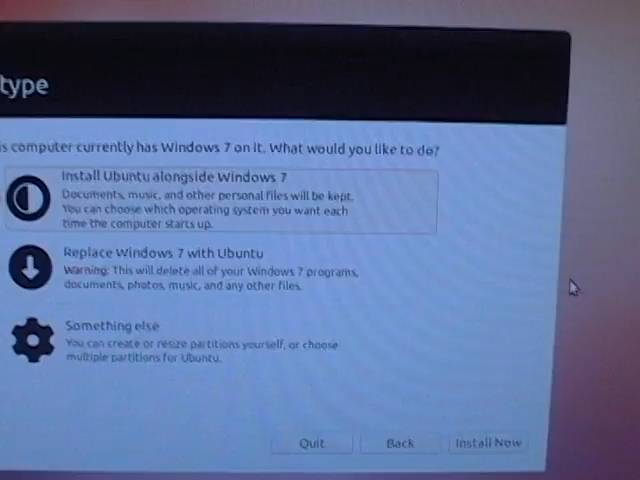 type
is computer currently has Windows 7 on it. What would you like to do?
Install Ubuntu alongside Windows 7
Documents, music, and other personal files will be kept.
You can choose which operating system you want each
time the computer starts up.
Replace Windows 7 with Ubuntu
Warning: This will delete all of your Windows 7 programs,
documents, photos, music, and any other files.
Something else
You can create or resize partitions yourself, or choose
multiple partitions for Ubuntu.
Quit Back Install Now